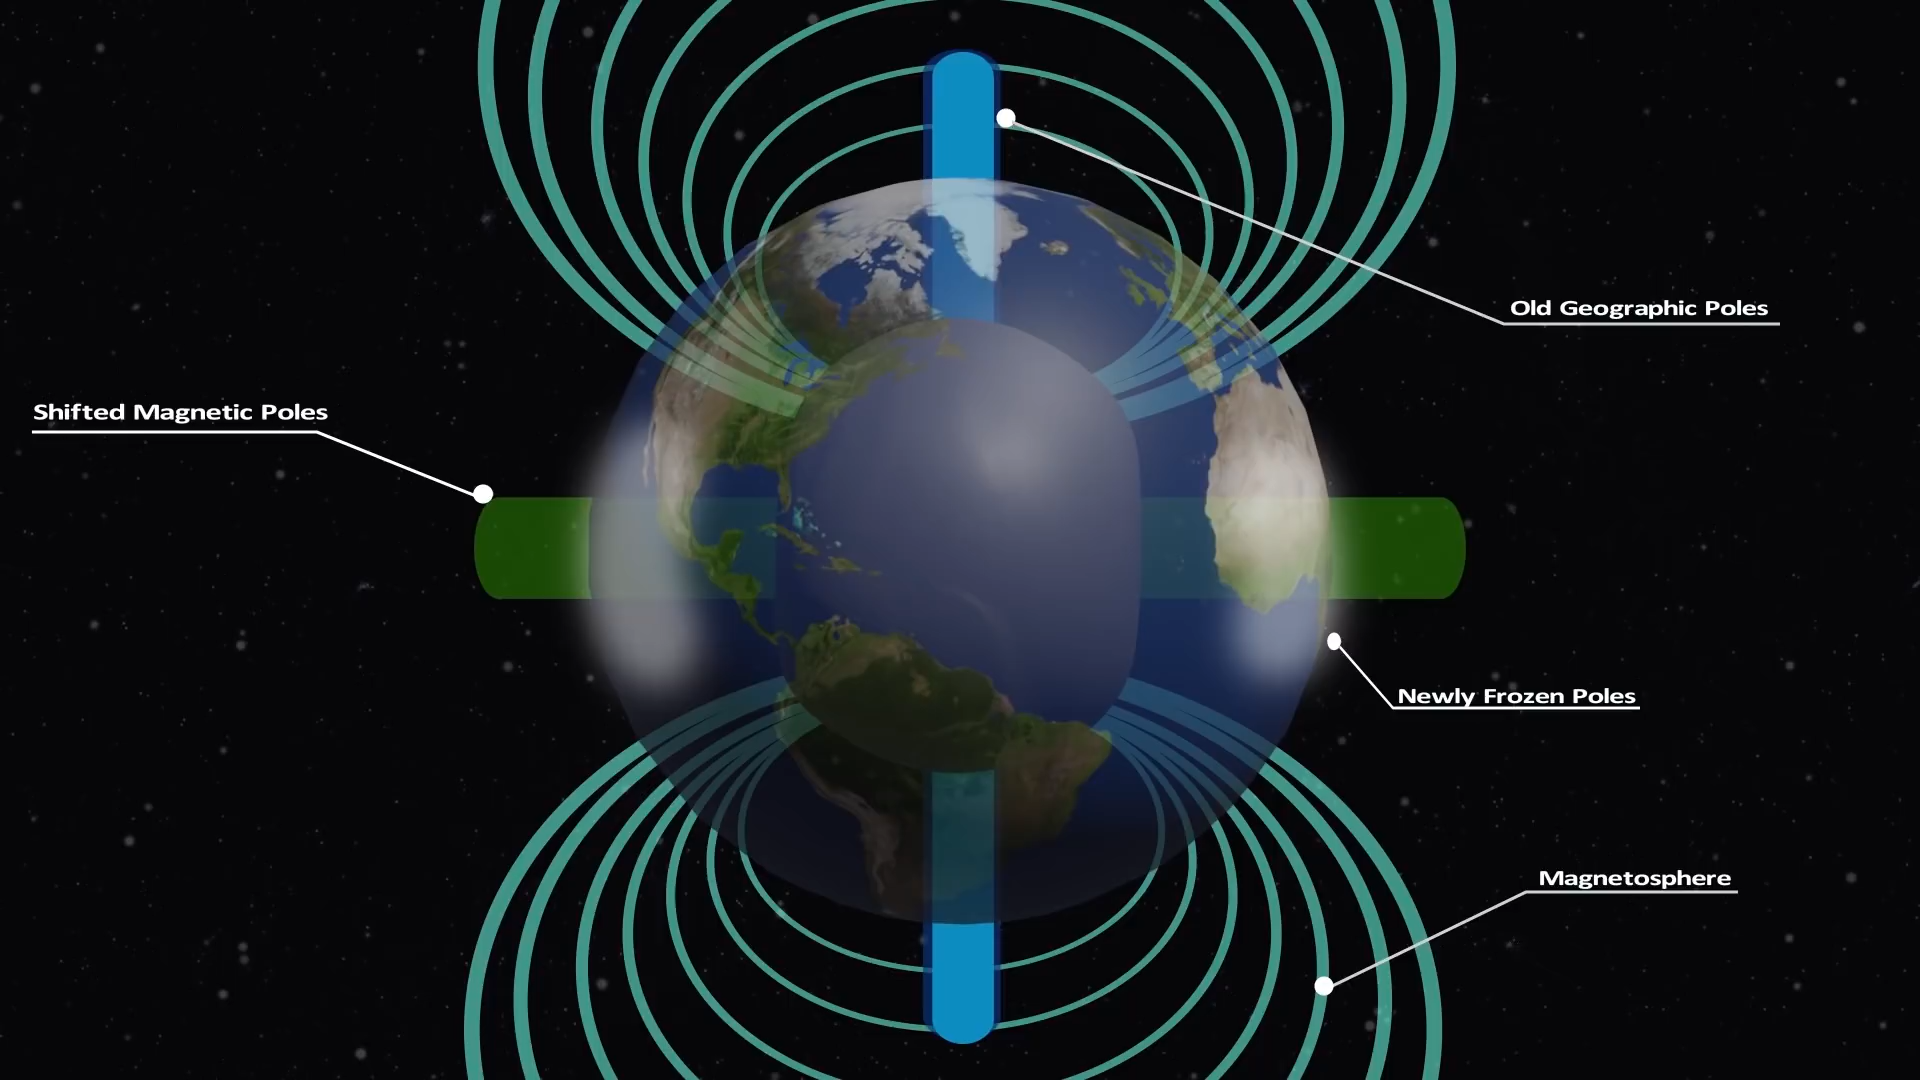 Old Geographic Poles
Shifted Magnetic Poles
Newly Frozen Poles
Magnetosphere